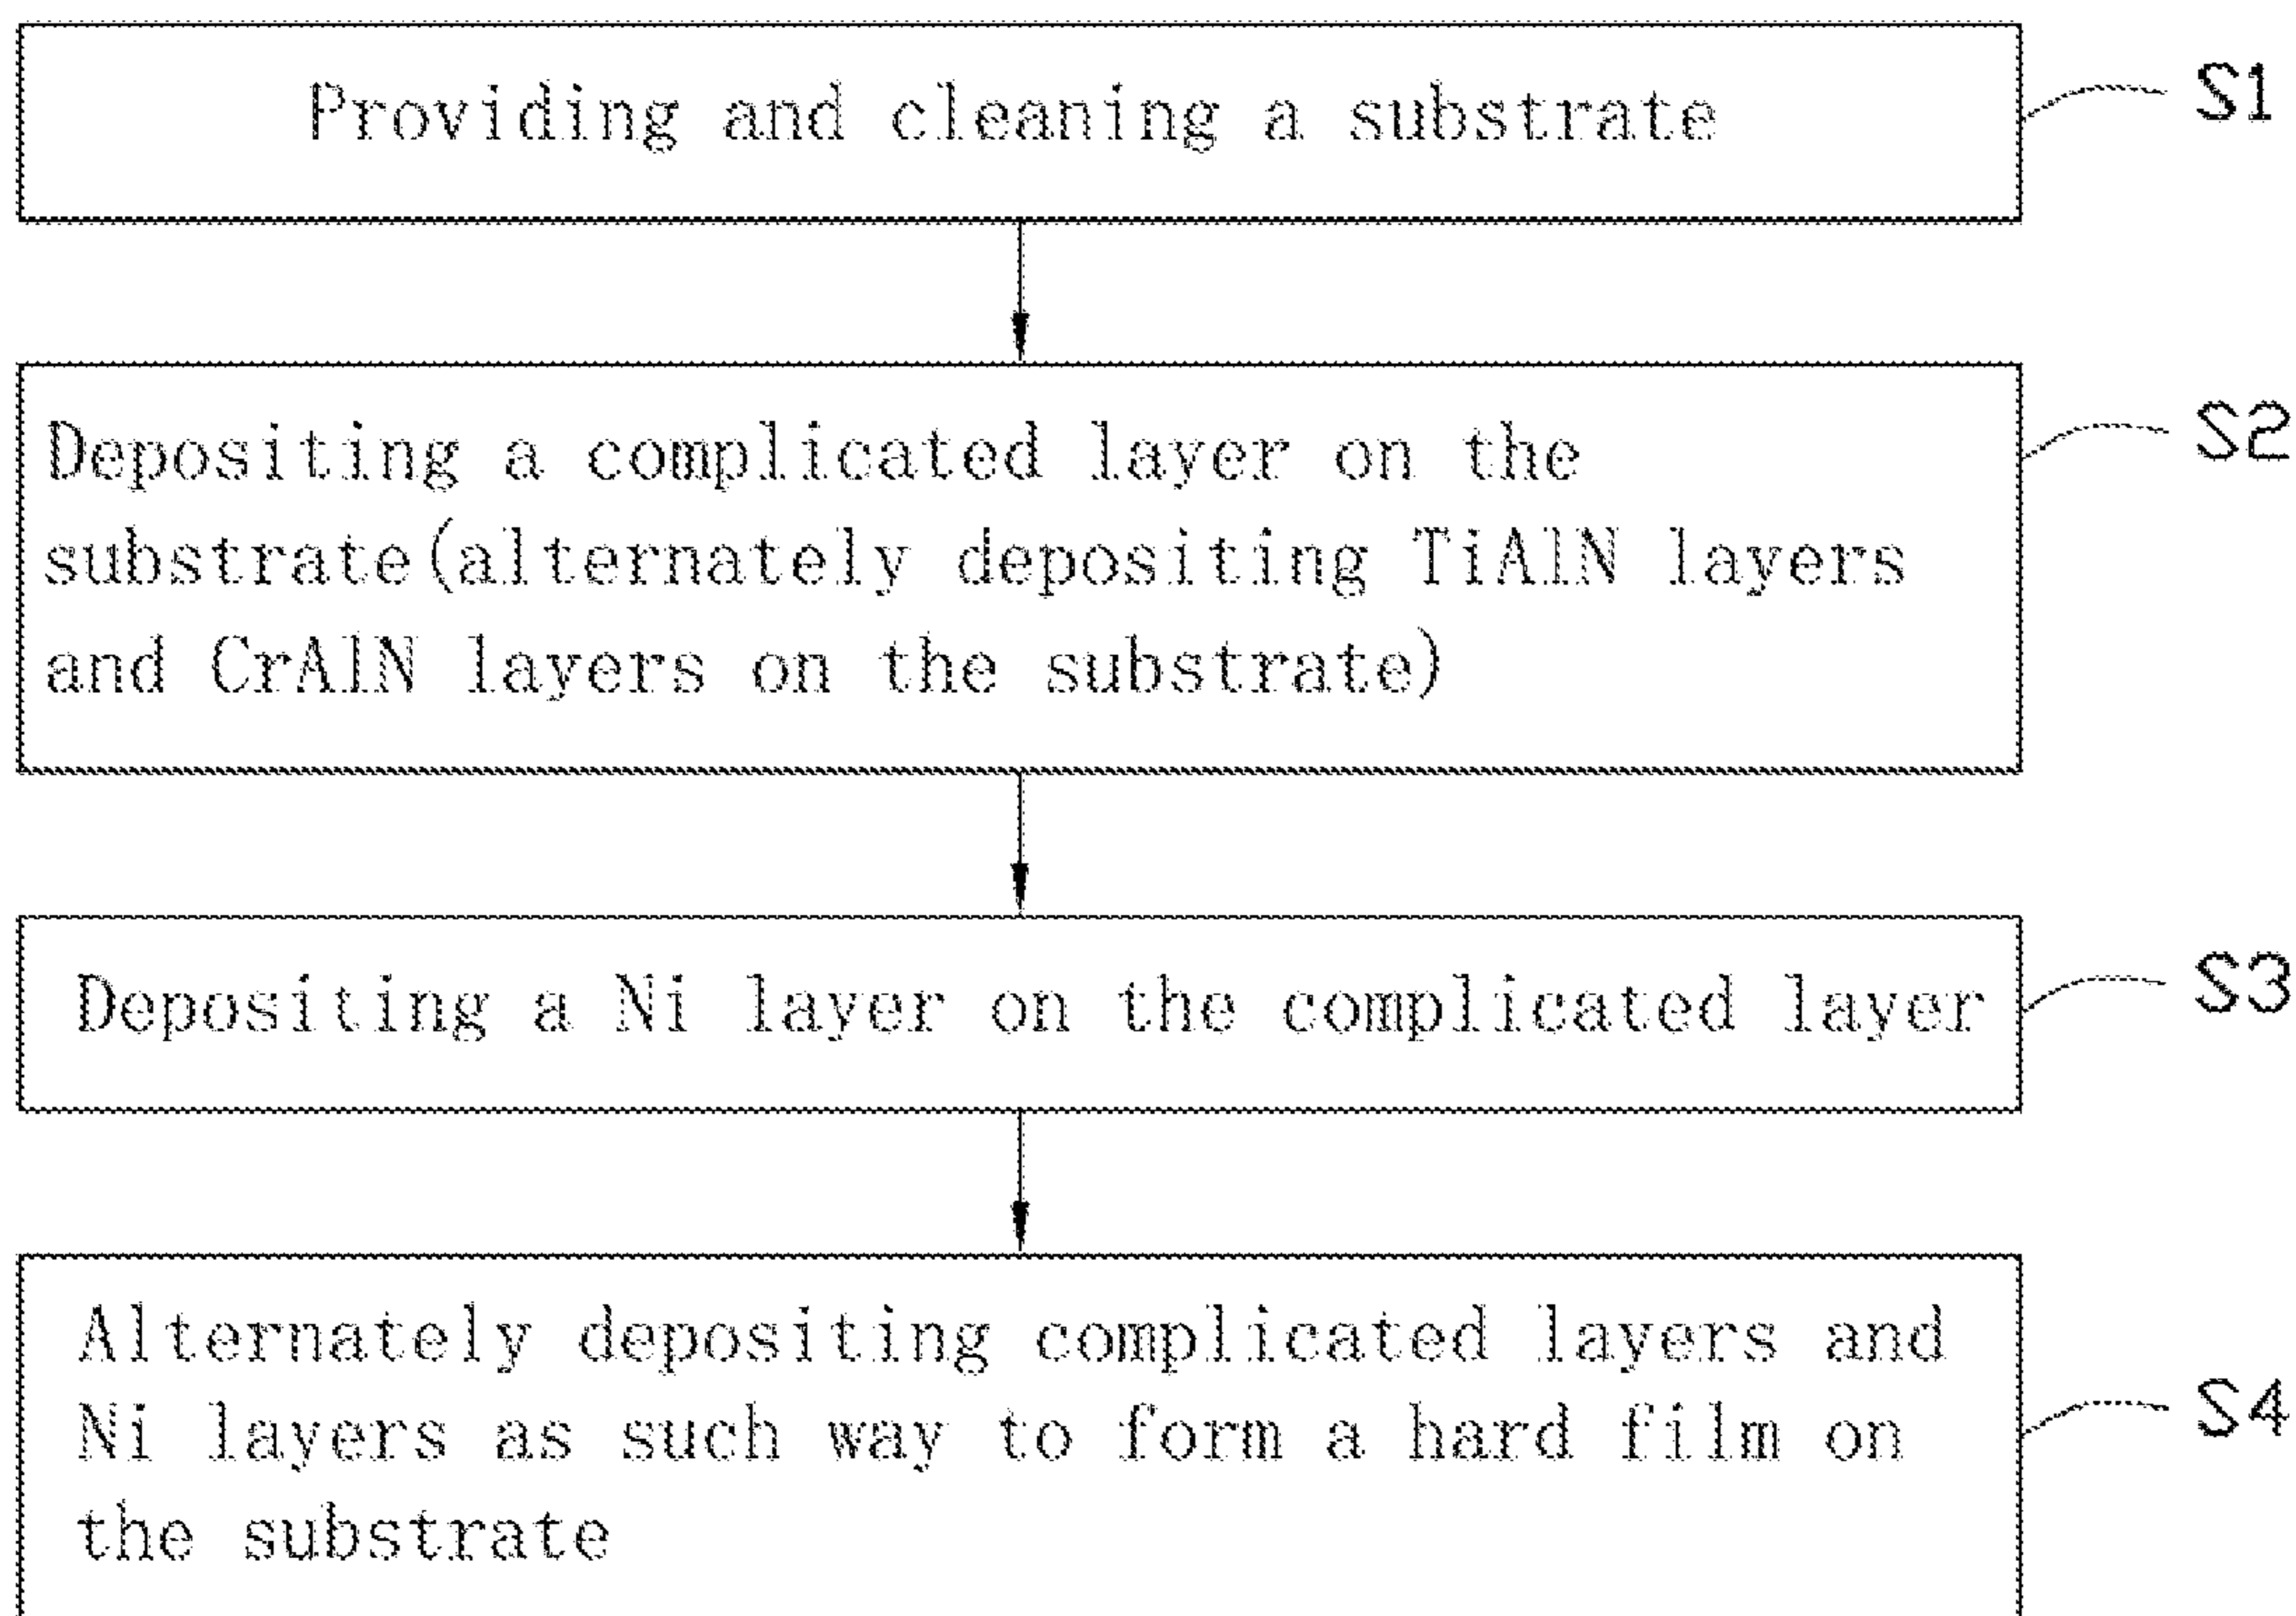 Providing and cleaning a substrate
S1
Depositing a complicated layer on the
substrate(alternately depositing TiAlN layers
and CrAlN layers on the substrate)
S2
Depositing a Ni layer on the complicated layer
S3
Alternately depositing complicated layers and
Ni layers as such way to form a hard film on
the substrate
S4